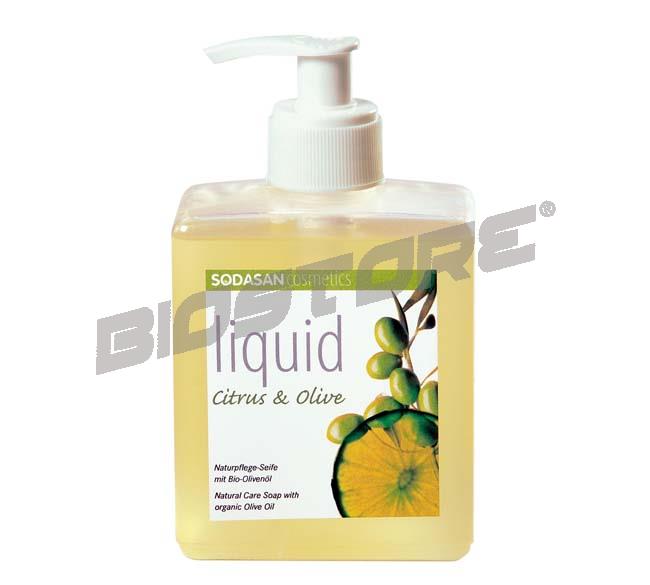 BIOSTORE®
SODASAN cosmetics
liquid
Citrus & Olive
Naturpflege-Seife
mit Bio-Olivenöl
Natural Care Soap with
organic Olive Oil